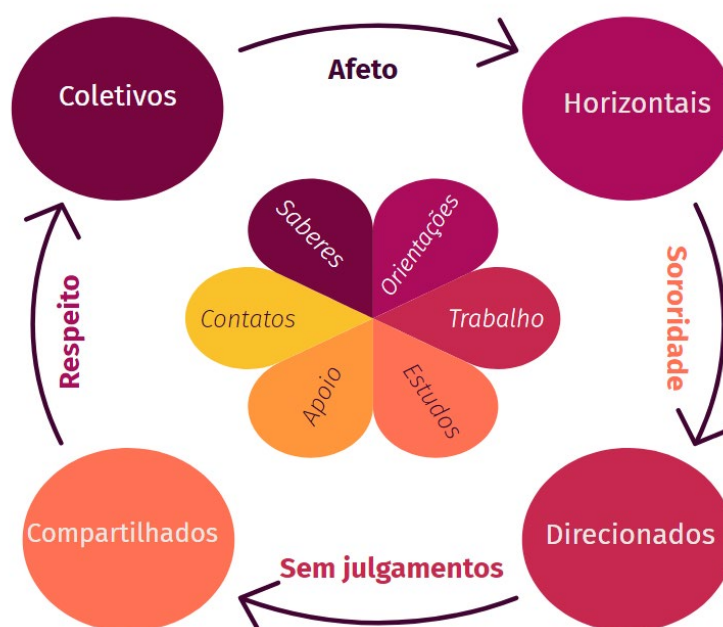 Coletivos
Afeto
Horizontais
Saberes
Orientações
Contatos
Trabalho
Apoio
Estudos
Respeito
Sororidade
Compartilhados
Direcionados
Sem julgamentos